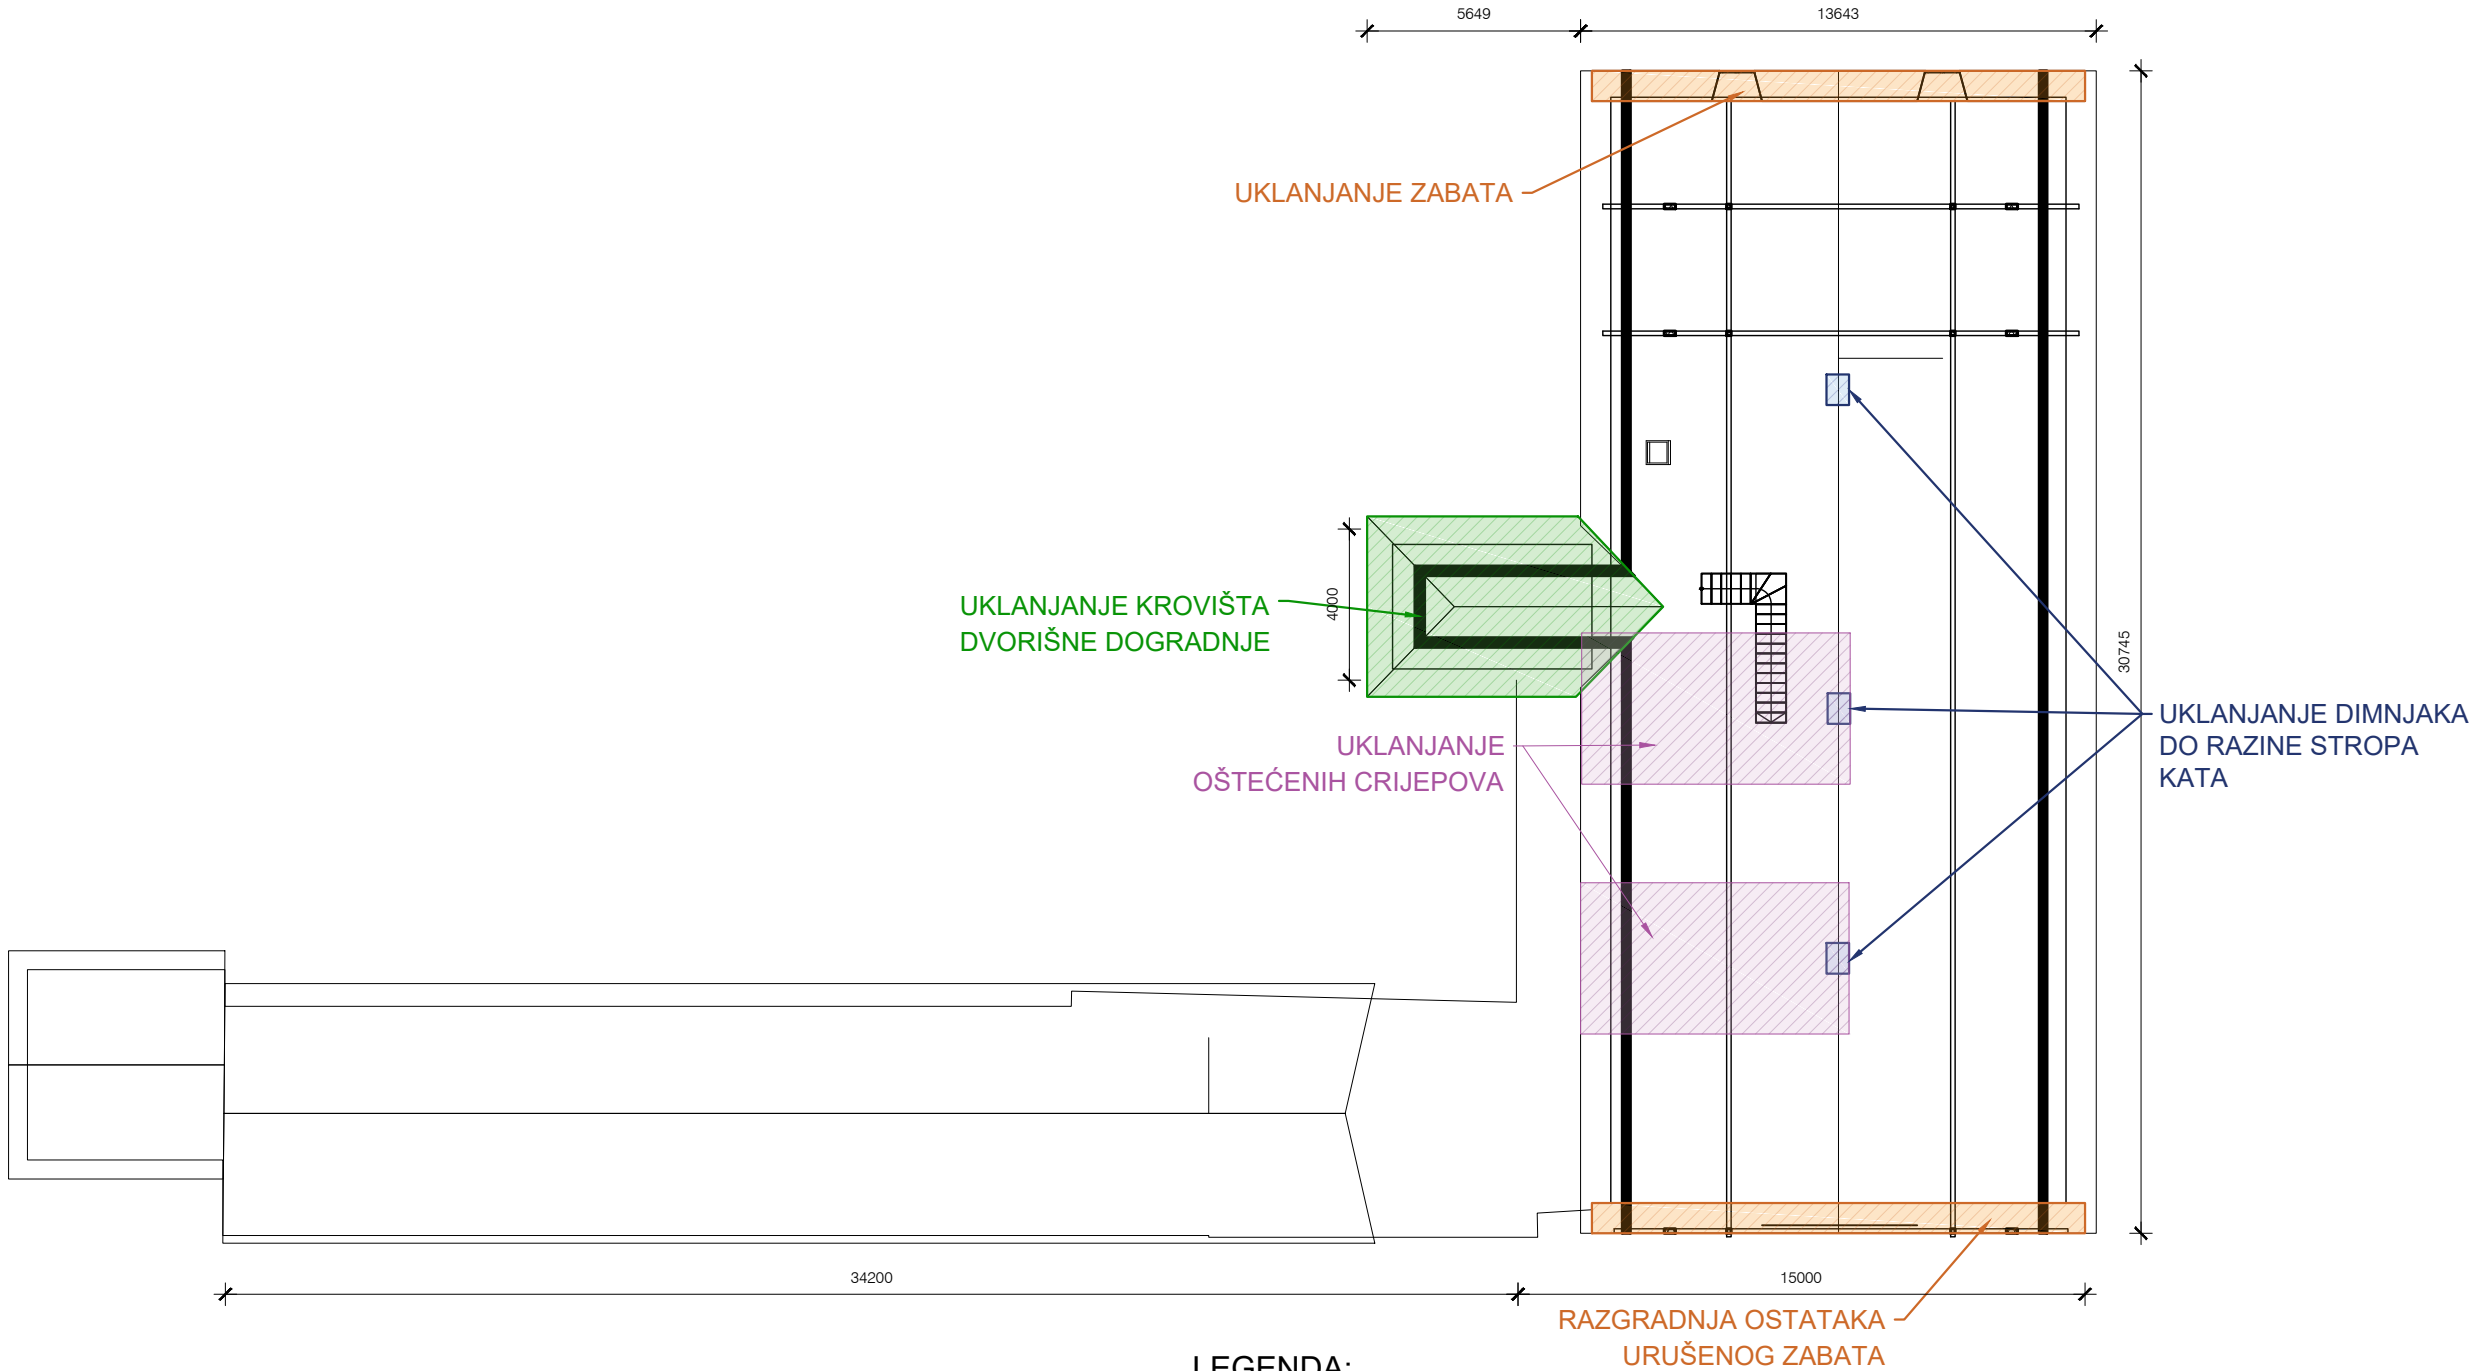 5649
13643
UKLANJANJE ZABATA
UKLANJANJE KROVIŠTA
DVORIŠNE DOGRADNJE
4000
30745
UKLANJANJE
OŠTEĆENIH CRIJEPOVA
UKLANJANJE DIMNJAKA
DO RAZINE STROPA
KATA
34200
15000
RAZGRADNJA OSTATAKA
URUŠENOG ZABATA
LEGENDA: